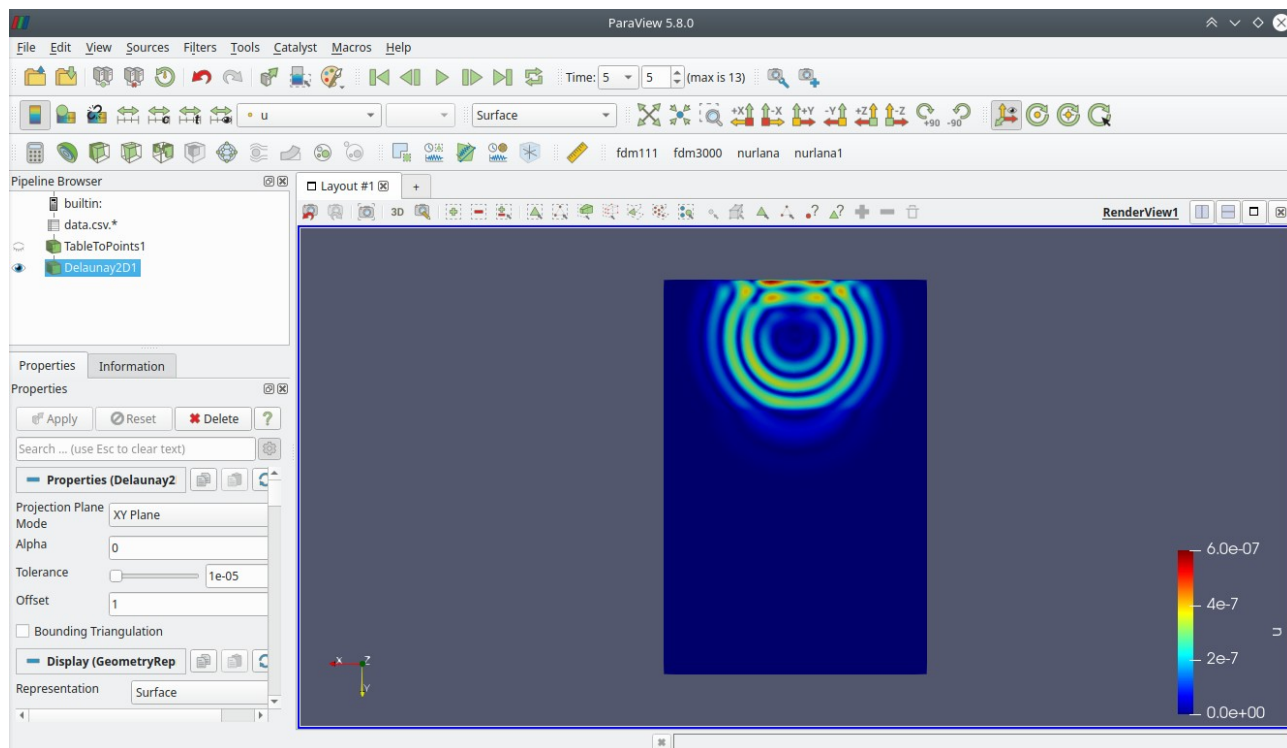 ParaView 5.8.0
File Edit View Sources Filters Tools Catalyst Macros Help
Time: 5 5 (max is 13)
u Surface +X -X +Y -Y +Z -Z +90 -90
fdm111 fdm3000 nurlana nurlana1
Pipeline Browser
Layout #1 +
builtin:
3D RenderView1
data.csv.*
TableToPoints1
Delaunay2D1
Properties Information
Properties
Apply Reset Delete ?
Search ... (use Esc to clear text)
Properties (Delaunay2
Projection Plane Mode XY Plane
Alpha 0
Tolerance 1e-05
Offset 1
Bounding Triangulation
Display (GeometryRep
Representation Surface
X Z
Y
6.0e-07
4e-7
u
2e-7
0.0e+00